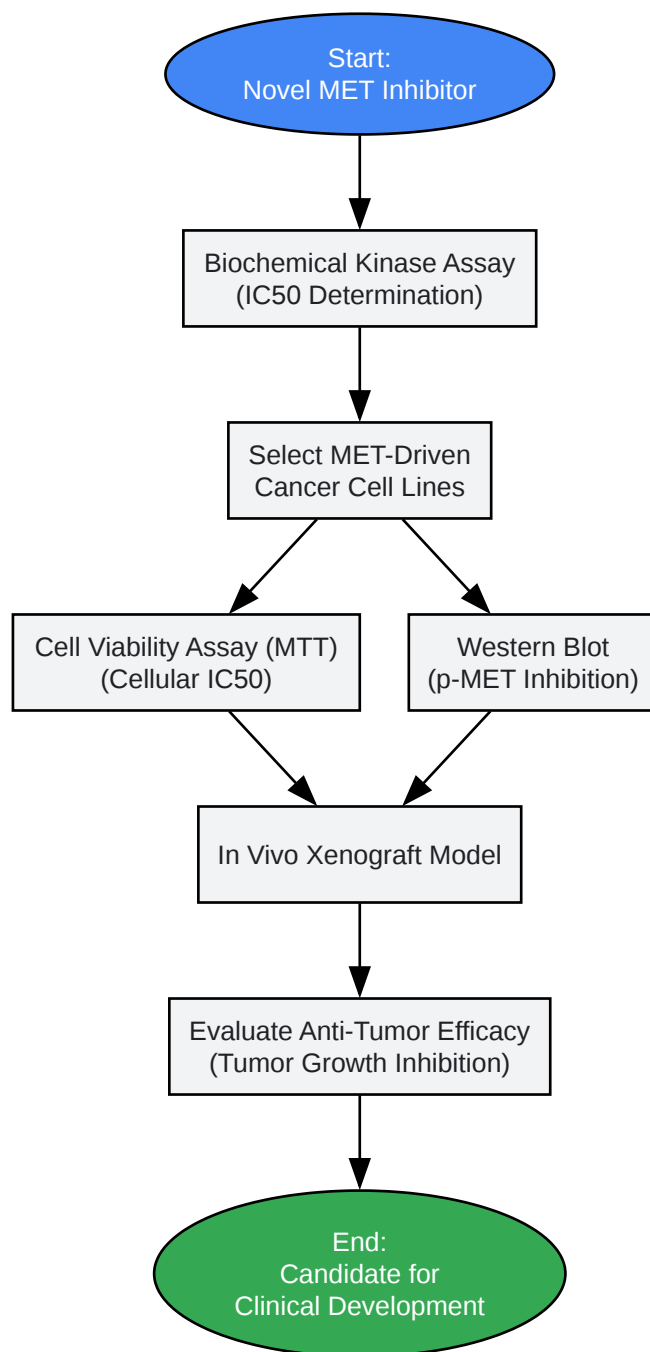 Start:
Novel MET Inhibitor
Biochemical Kinase Assay
(IC50 Determination)
Select MET-Driven
Cancer Cell Lines
Cell Viability Assay (MTT)
(Cellular IC50)
Western Blot
(p-MET Inhibition)
In Vivo Xenograft Model
Evaluate Anti-Tumor Efficacy
(Tumor Growth Inhibition)
End:
Candidate for
Clinical Development